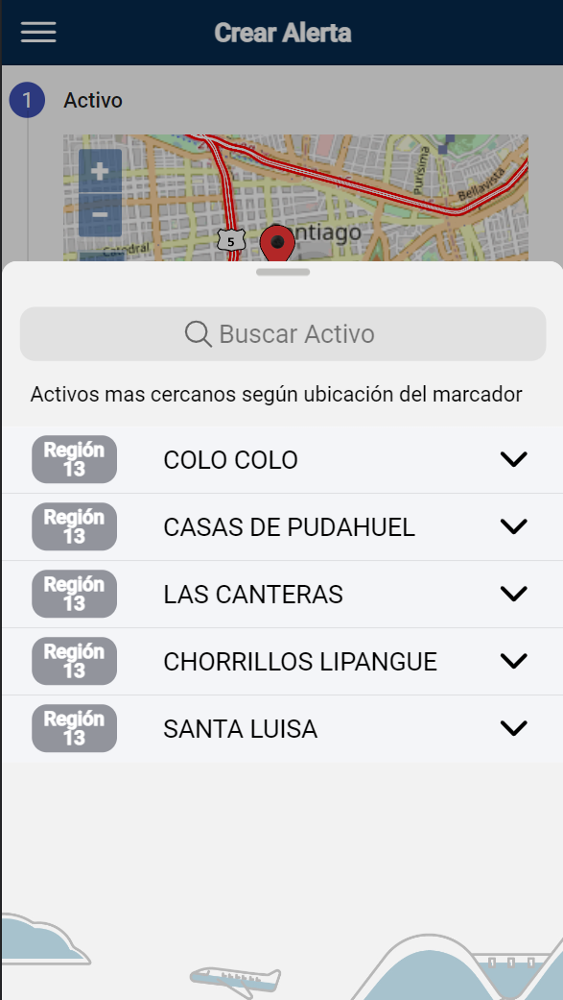 Crear Alerta
1 Activo
+
Purísima
Bellavista
−
5
Santiago
Catedral
Buscar Activo
Activos mas cercanos según ubicación del marcador
Región
13
COLO COLO
Región
13
CASAS DE PUDAHUEL
Región
13
LAS CANTERAS
Región
13
CHORRILLOS LIPANGUE
Región
13
SANTA LUISA